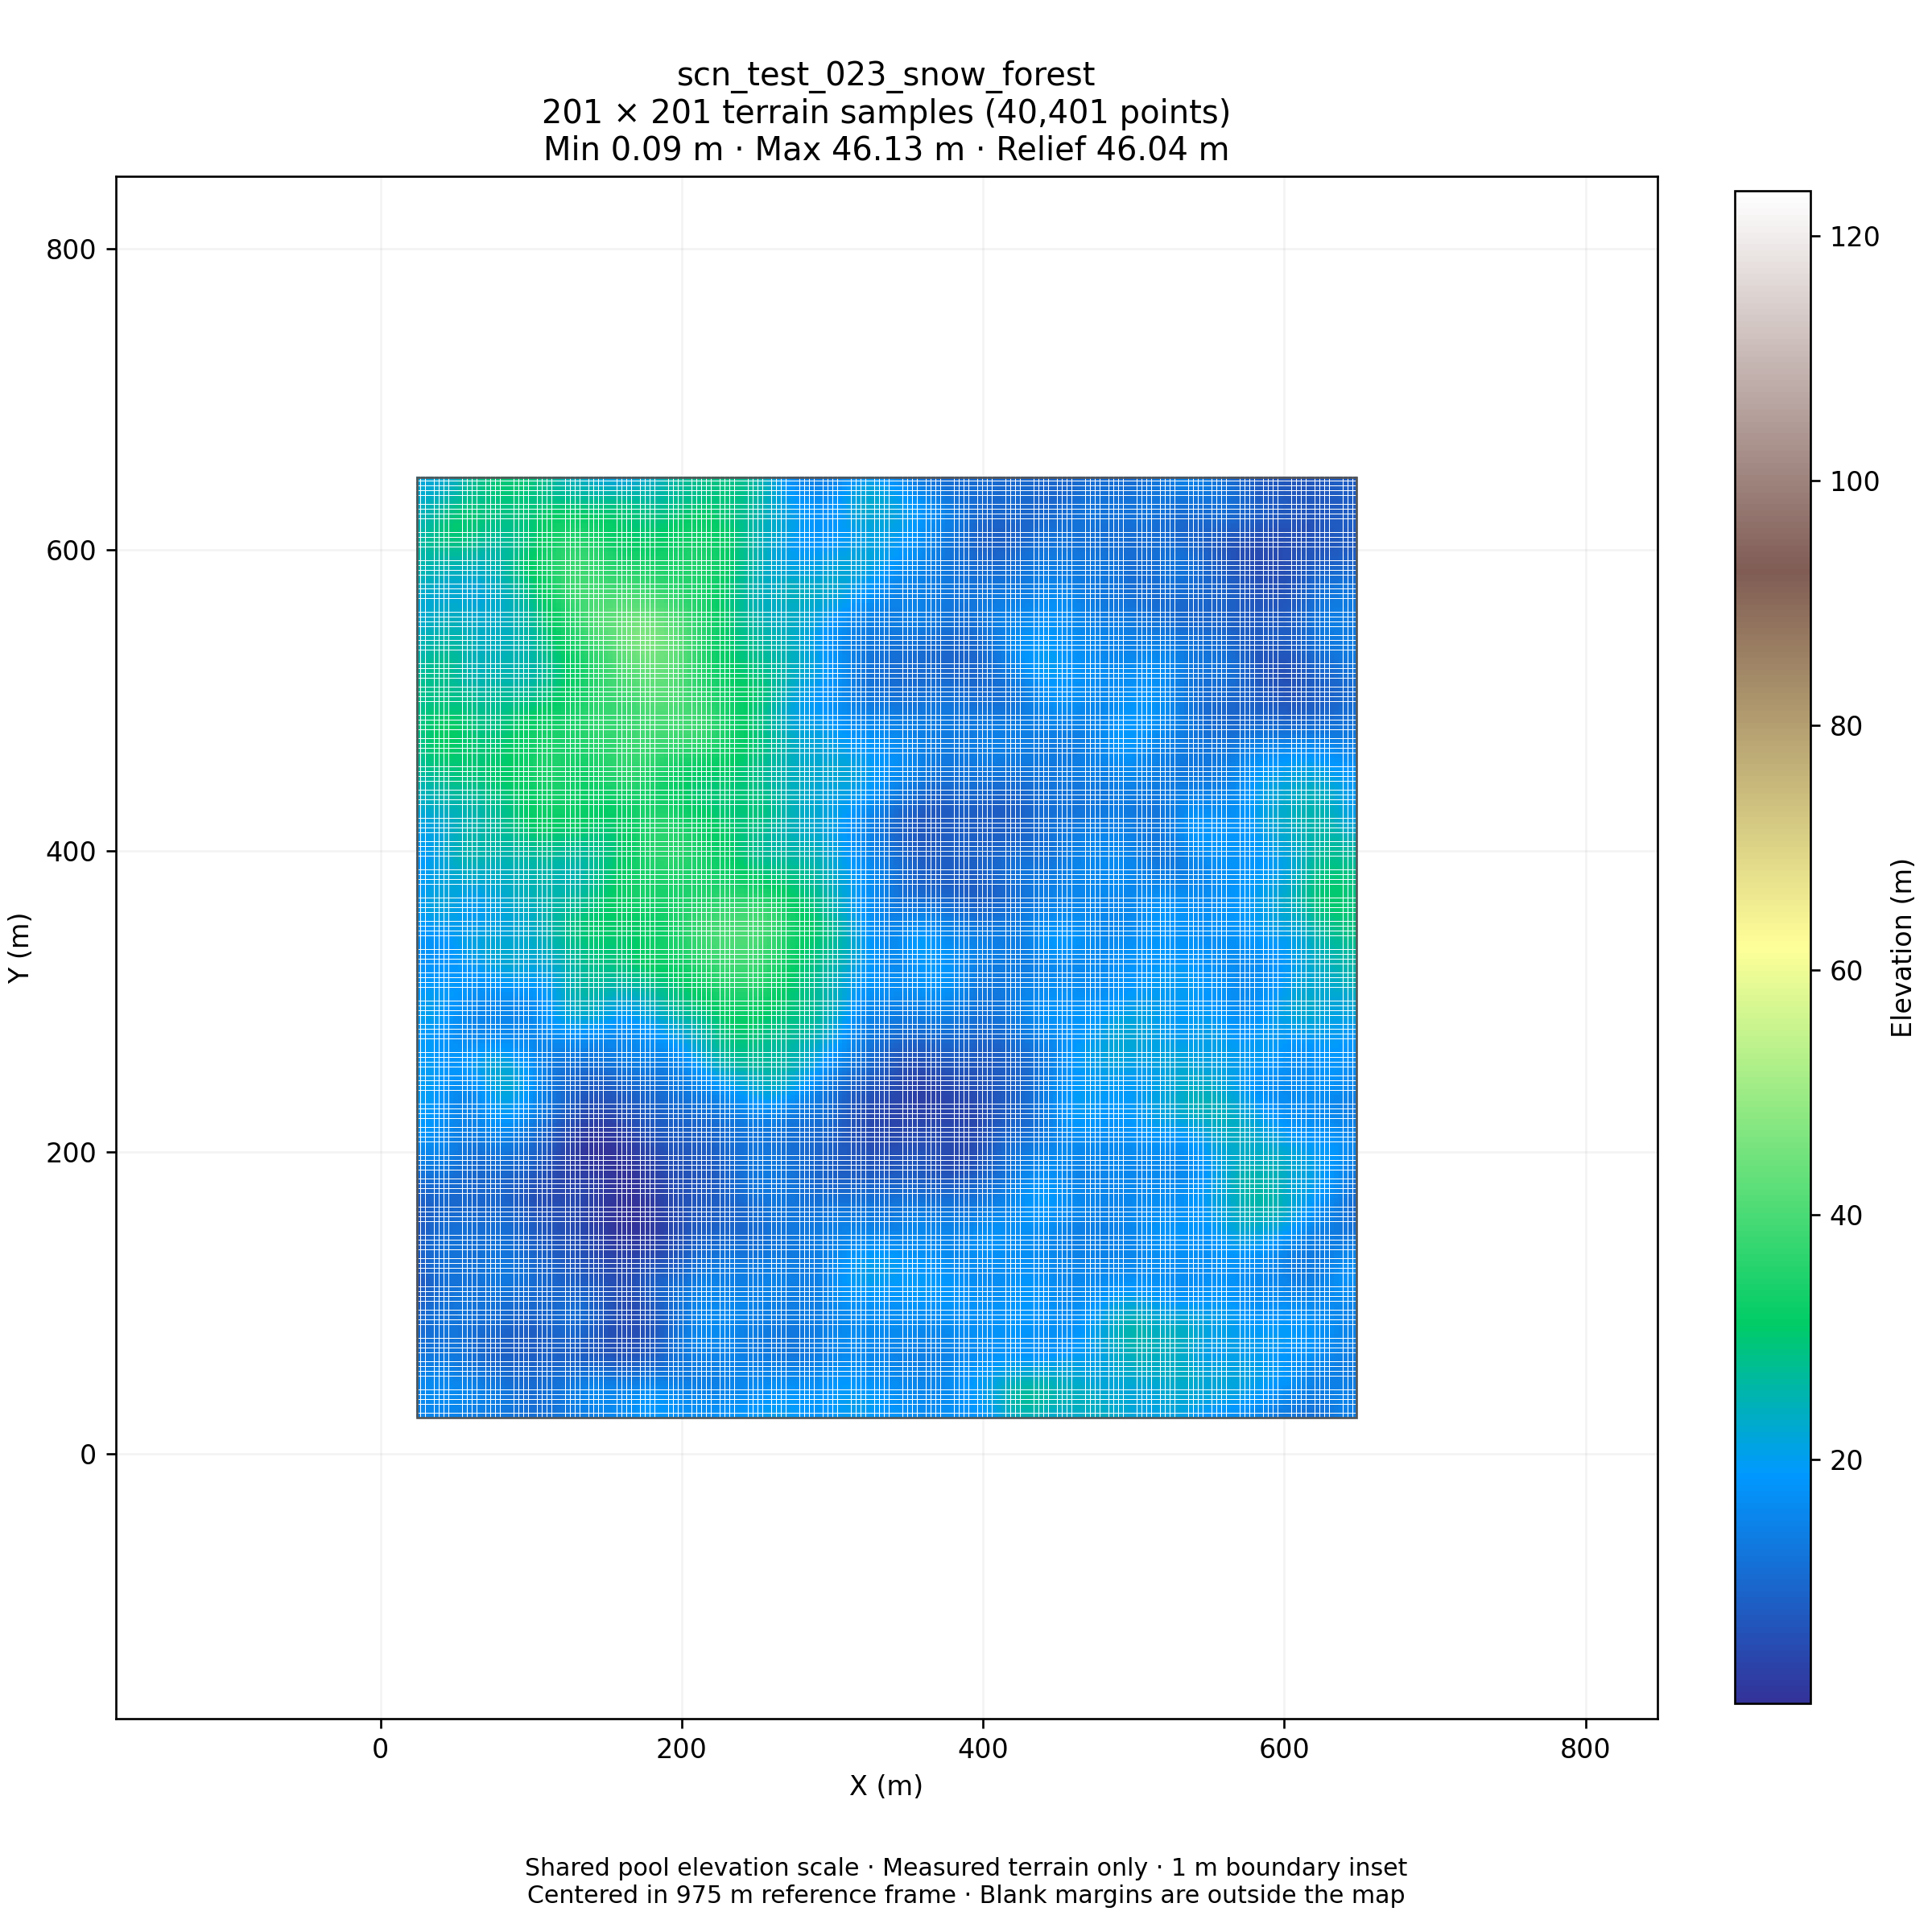 scn_test_023_snow_forest
201 × 201 terrain samples (40,401 points)
Min 0.09 m · Max 46.13 m · Relief 46.04 m
800
600
400
200
0
Y (m)
0
200
400
600
800
X (m)
120
100
80
60
40
20
Elevation (m)
Shared pool elevation scale · Measured terrain only · 1 m boundary inset
Centered in 975 m reference frame · Blank margins are outside the map